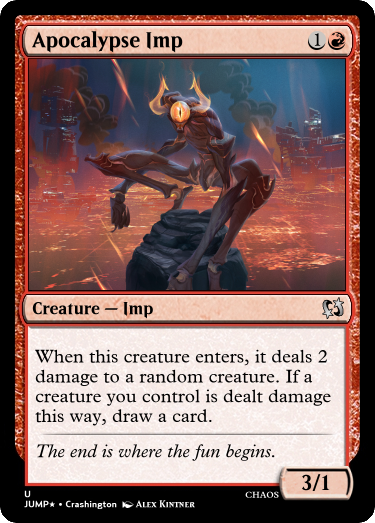 Apocalypse Imp 1
Creature — Imp
When this creature enters, it deals 2
damage to a random creature. If a
creature you control is dealt damage
this way, draw a card.
The end is where the fun begins.
3/1
U
JUMP★ • Crashington ALEX KINTNER
CHAOS